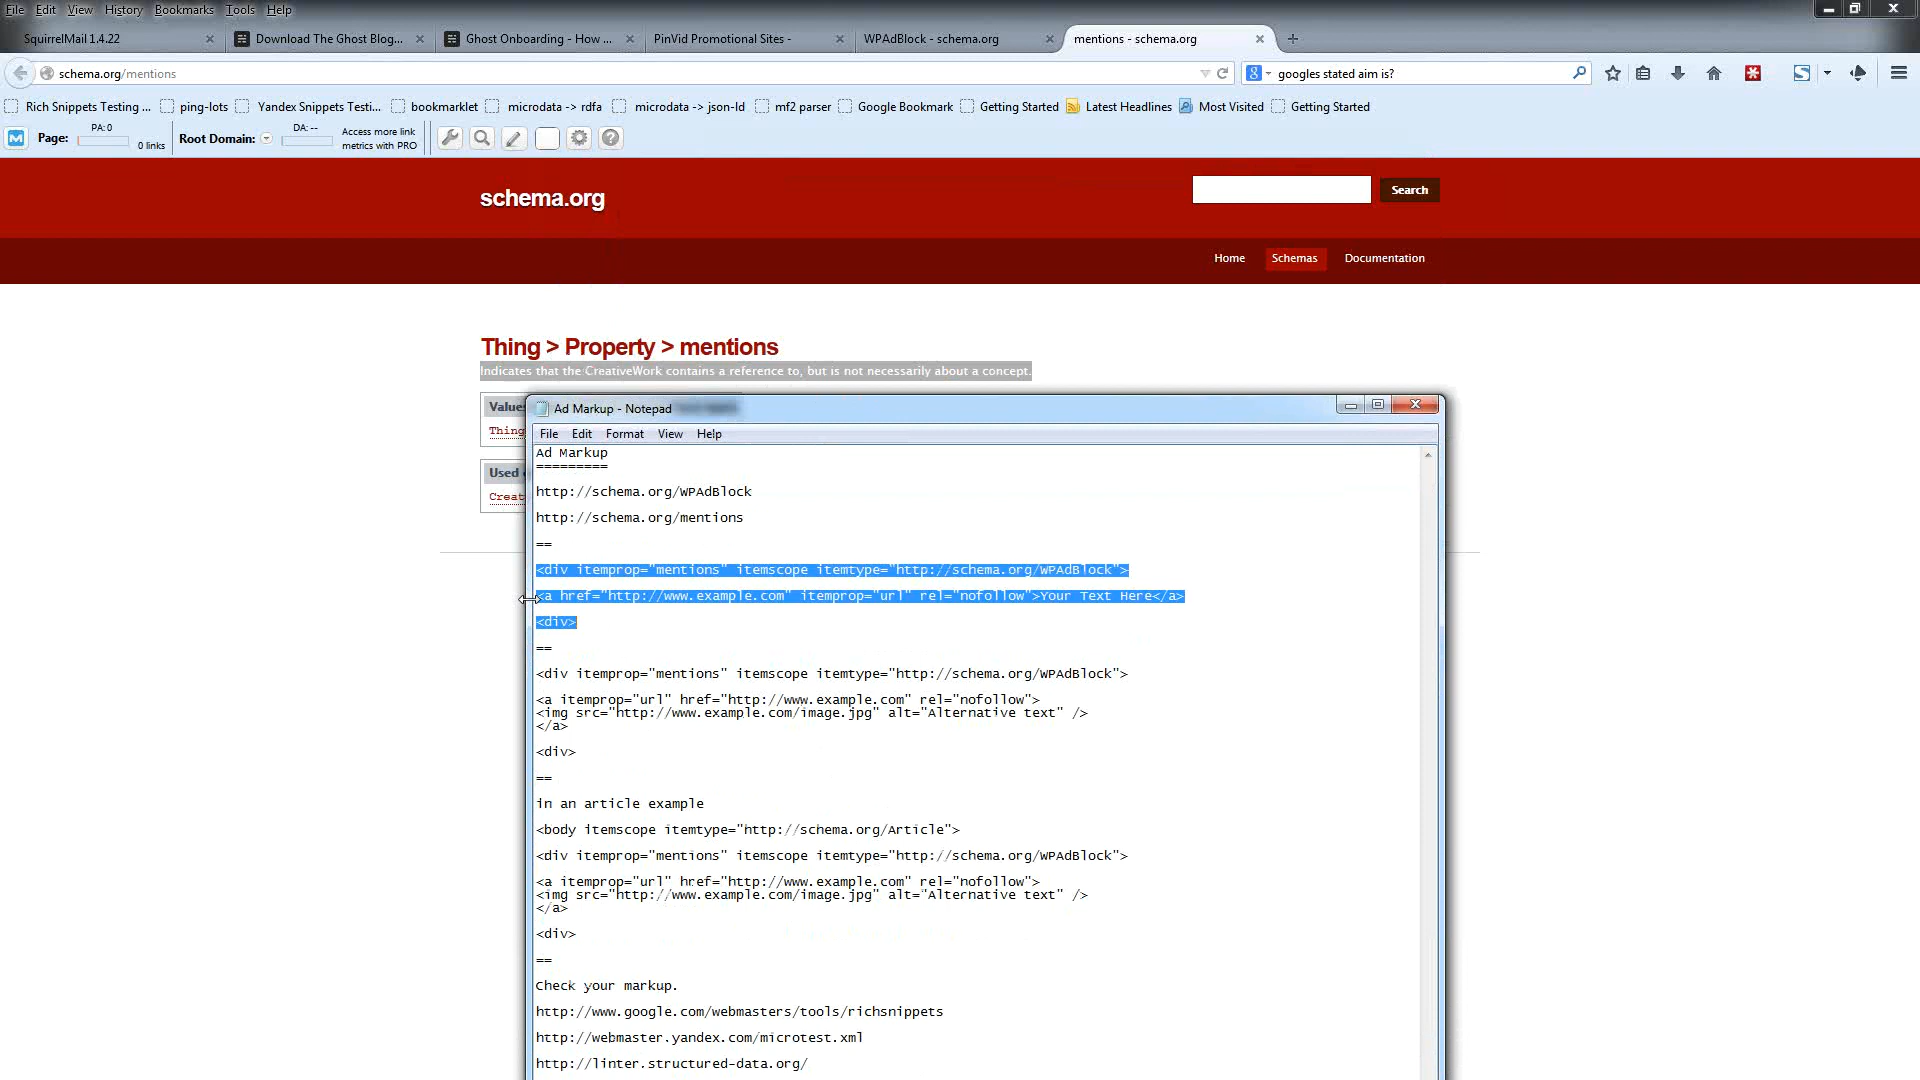 File Edit View History Bookmarks Tools Help
SquirrelMail 1.4.22
Download The Ghost Blog...
Ghost Onboarding - How ...
PinVid Promotional Sites -
WPAdBlock - schema.org
mentions - schema.org
schema.org/mentions
googles stated aim is?
Rich Snippets Testing ... ping-lots Yandex Snippets Testi... bookmarklet microdata -> rdfa microdata -> json-ld mf2 parser Google Bookmark Getting Started Latest Headlines Most Visited Getting Started
Page:
PA: 0
0 links
Root Domain:
DA: --
Access more link
metrics with PRO
schema.org
Search
Home Schemas Documentation
Thing > Property > mentions
Indicates that the CreativeWork contains a reference to, but is not necessarily about a concept.
Values
Thing
Used
Creat
Ad Markup - Notepad
File Edit Format View Help
Ad Markup
=========
http://schema.org/WPAdBlock
http://schema.org/mentions
==
<div itemprop="mentions" itemscope itemtype="http://schema.org/WPAdBlock">
<a href="http://www.example.com" itemprop="url" rel="nofollow">Your Text Here</a>
<div>
==
<div itemprop="mentions" itemscope itemtype="http://schema.org/WPAdBlock">
<a itemprop="url" href="http://www.example.com" rel="nofollow">
<img src="http://www.example.com/image.jpg" alt="Alternative text" />
</a>
<div>
==
in an article example
<body itemscope itemtype="http://schema.org/Article">
<div itemprop="mentions" itemscope itemtype="http://schema.org/WPAdBlock">
<a itemprop="url" href="http://www.example.com" rel="nofollow">
<img src="http://www.example.com/image.jpg" alt="Alternative text" />
</a>
<div>
==
Check your markup.
http://www.google.com/webmasters/tools/richsnippets
http://webmaster.yandex.com/microtest.xml
http://linter.structured-data.org/